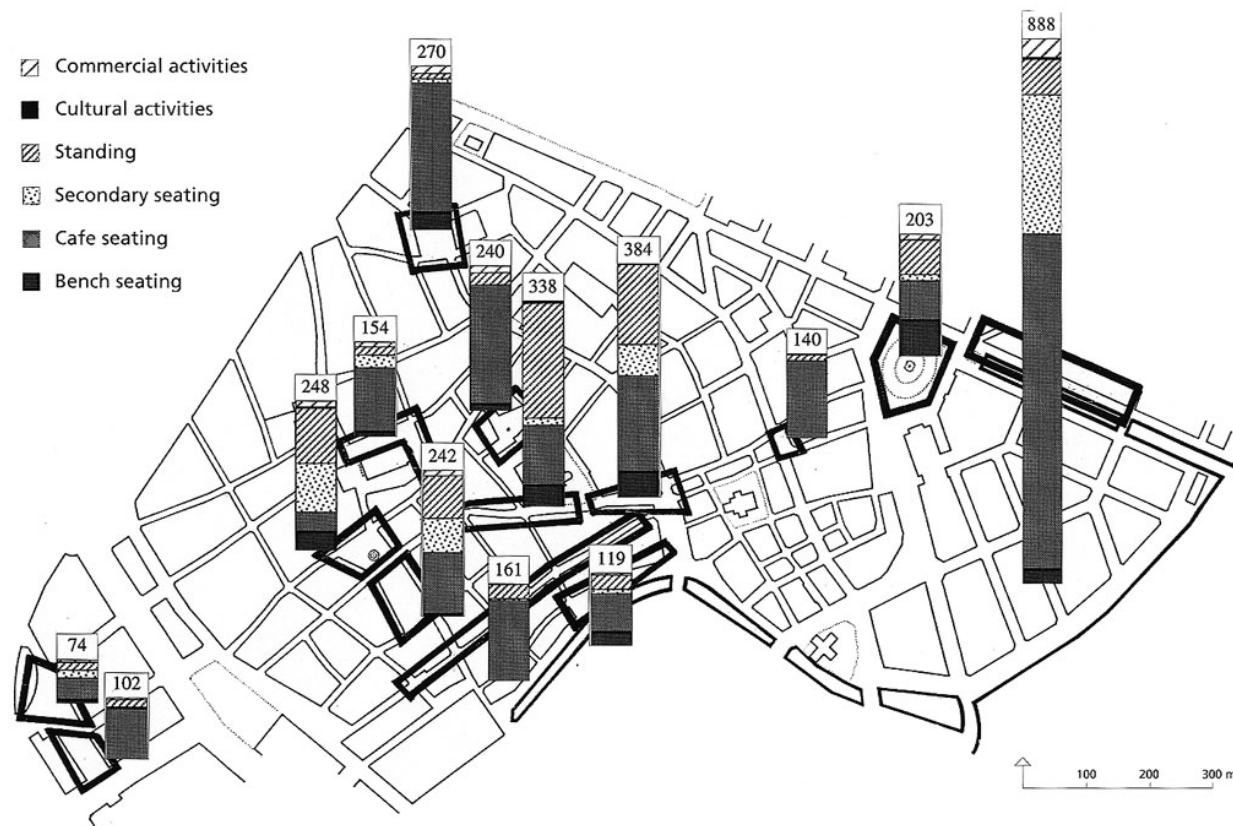 Commercial activities
Cultural activities
Standing
Secondary seating
Cafe seating
Bench seating
888
270
203
240
384
338
154
140
248
242
161
119
74
102
100 200 300 m